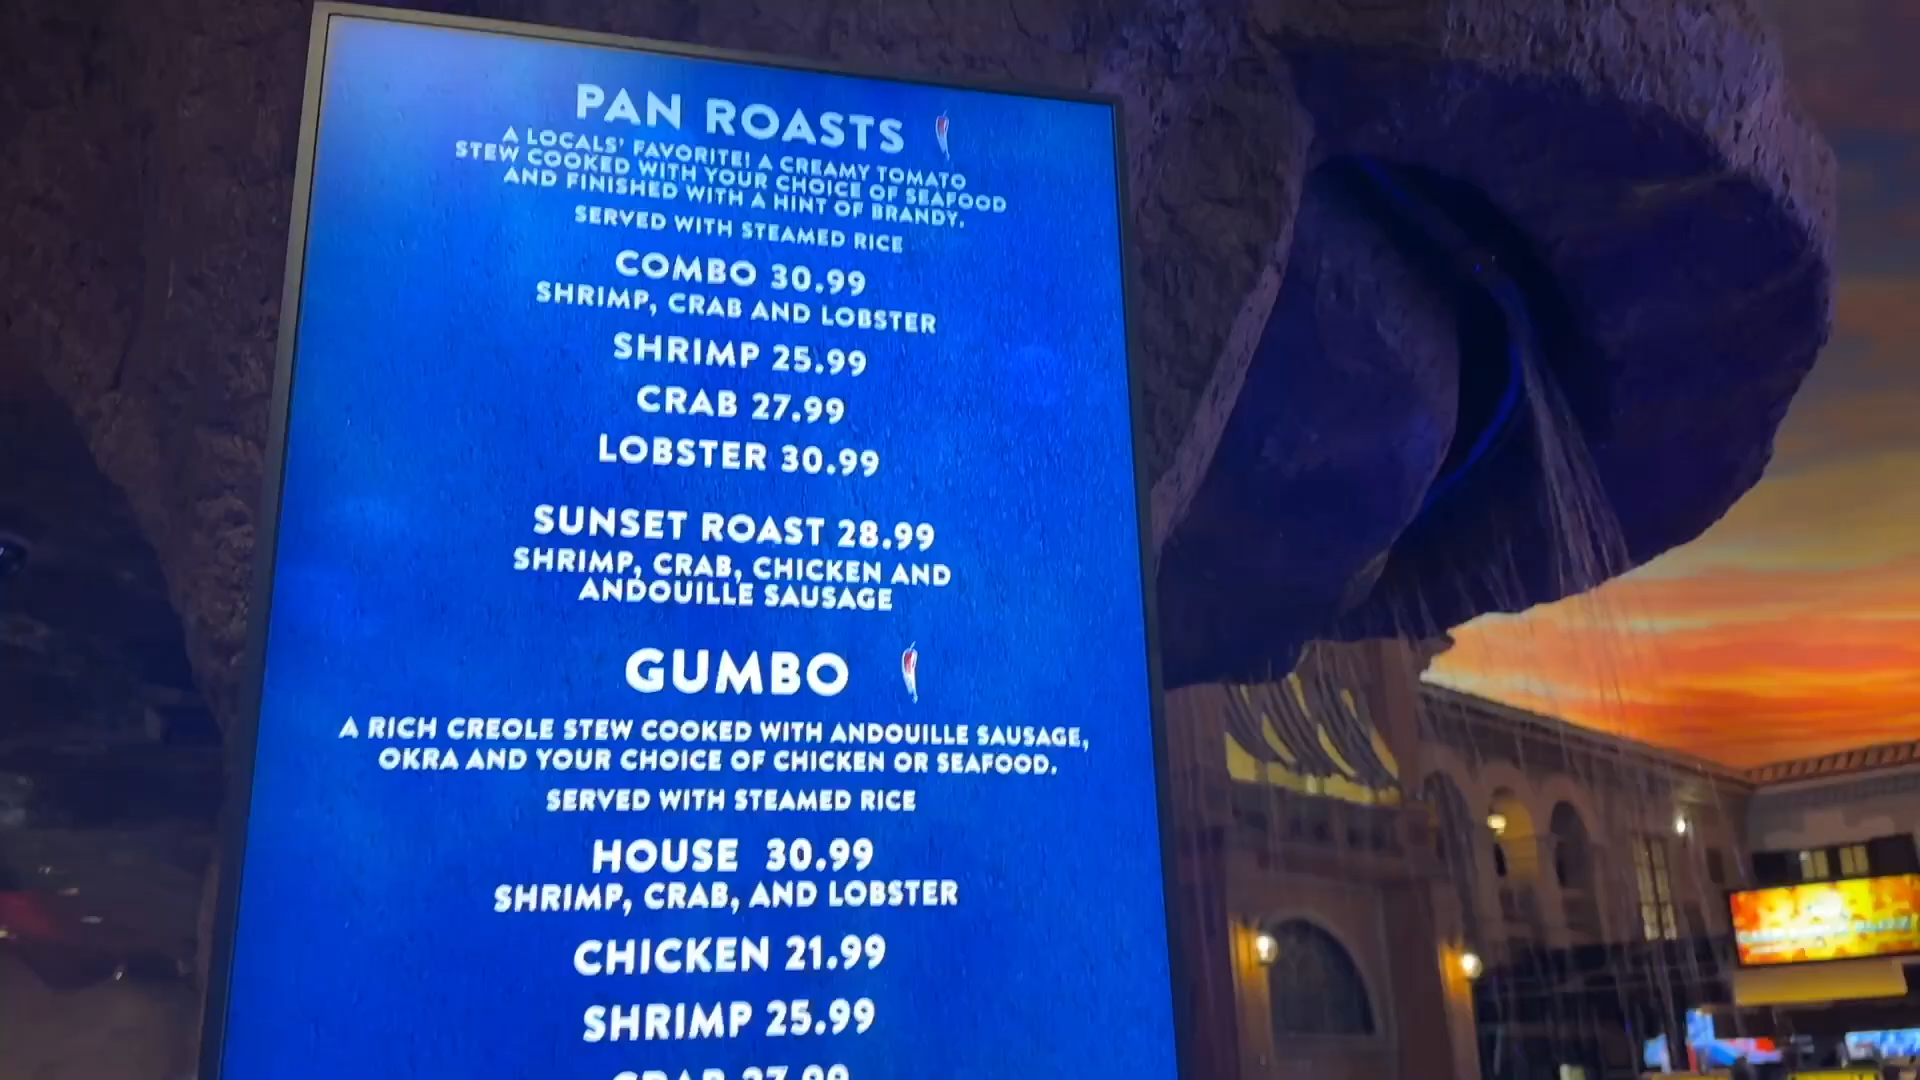 PAN ROASTS
A LOCALS' FAVORITE! A CREAMY TOMATO
STEW COOKED WITH YOUR CHOICE OF SEAFOOD
AND FINISHED WITH A HINT OF BRANDY.
SERVED WITH STEAMED RICE
COMBO 30.99
SHRIMP, CRAB AND LOBSTER
SHRIMP 25.99
CRAB 27.99
LOBSTER 30.99
SUNSET ROAST 28.99
SHRIMP, CRAB, CHICKEN AND
ANDOUILLE SAUSAGE
GUMBO
A RICH CREOLE STEW COOKED WITH ANDOUILLE SAUSAGE,
OKRA AND YOUR CHOICE OF CHICKEN OR SEAFOOD.
SERVED WITH STEAMED RICE
HOUSE 30.99
SHRIMP, CRAB, AND LOBSTER
CHICKEN 21.99
SHRIMP 25.99
CRAB 27.99